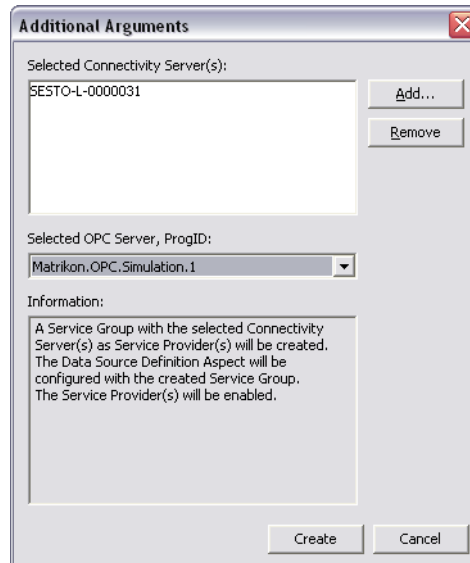 Additional Arguments
Selected Connectivity Server(s):
SESTO-L-0000031
Add...
Remove
Selected OPC Server, ProgID:
Matrikon.OPC.Simulation.1
Information:
A Service Group with the selected Connectivity
Server(s) as Service Provider(s) will be created.
The Data Source Definition Aspect will be
configured with the created Service Group.
The Service Provider(s) will be enabled.
Create
Cancel